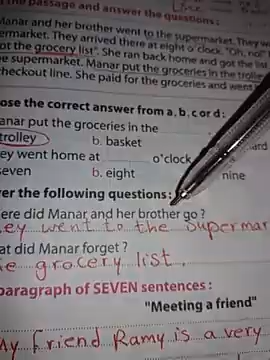 the passage and answer the questions:
Manar and her brother went to the supermarket. They
ermarket. They arrived there at eight o'clock. "Oh, no!"
ot the grocery list". She ran back home and got the list
e supermarket. Manar put the groceries in the
checkout line. She paid for the groceries and went
ose the correct answer from a, b, c or d:
anar put the groceries in the
trolley b. basket
ey went home at o'clock
seven b. eight nine
er the following questions:
ere did Manar and her brother go?
ey went to the Supermar
at did Manar forget?
e grocery list.
paragraph of SEVEN sentences:
"Meeting a friend"
My friend Ramy is a very